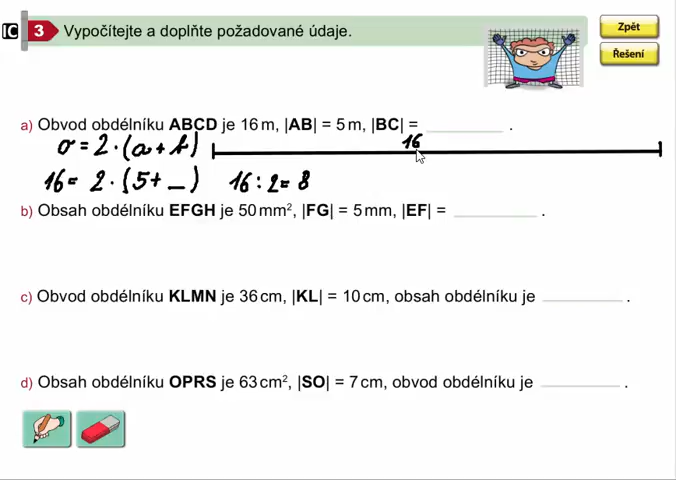 3 Vypočítejte a doplňte požadované údaje.
Zpět
Řešení
a) Obvod obdélníku ABCD je 16 m, |AB| = 5 m, |BC| = ________ .
o = 2 · (a + b) 16
16 = 2 · (5 + _ ) 16 : 2 = 8
b) Obsah obdélníku EFGH je 50 mm², |FG| = 5 mm, |EF| = ________ .
c) Obvod obdélníku KLMN je 36 cm, |KL| = 10 cm, obsah obdélníku je ________ .
d) Obsah obdélníku OPRS je 63 cm², |SO| = 7 cm, obvod obdélníku je ________ .